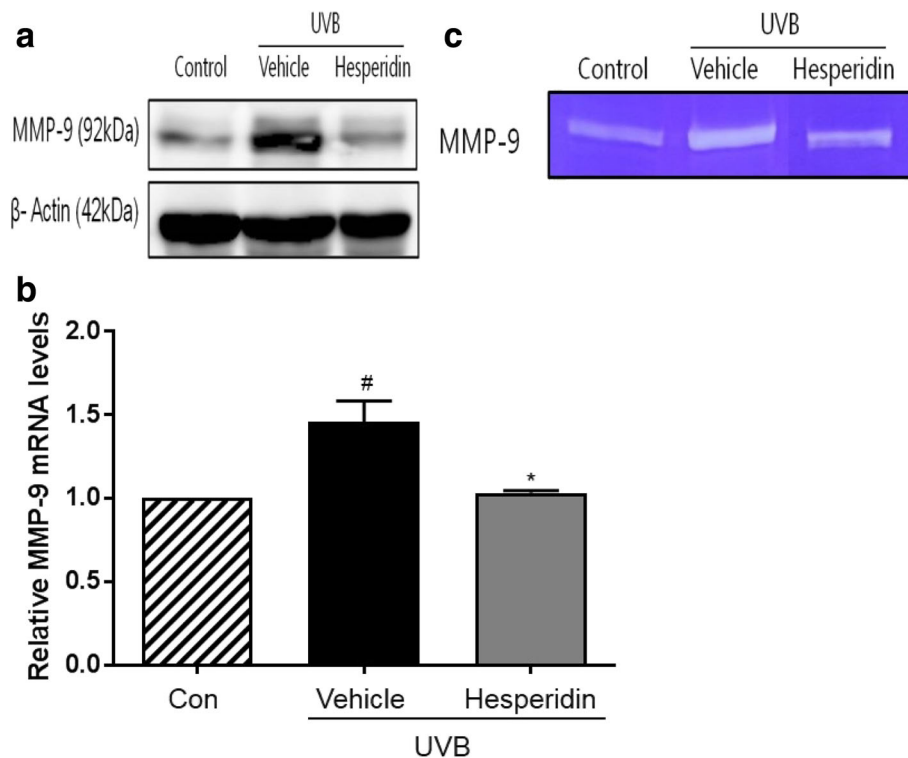 a
UVB
Control Vehicle Hesperidin
MMP-9 (92kDa)
β- Actin (42kDa)
c
UVB
Control Vehicle Hesperidin
MMP-9
b
Relative MMP-9 mRNA levels
2.0
1.5
1.0
0.5
0.0
#
*
Con Vehicle Hesperidin
UVB